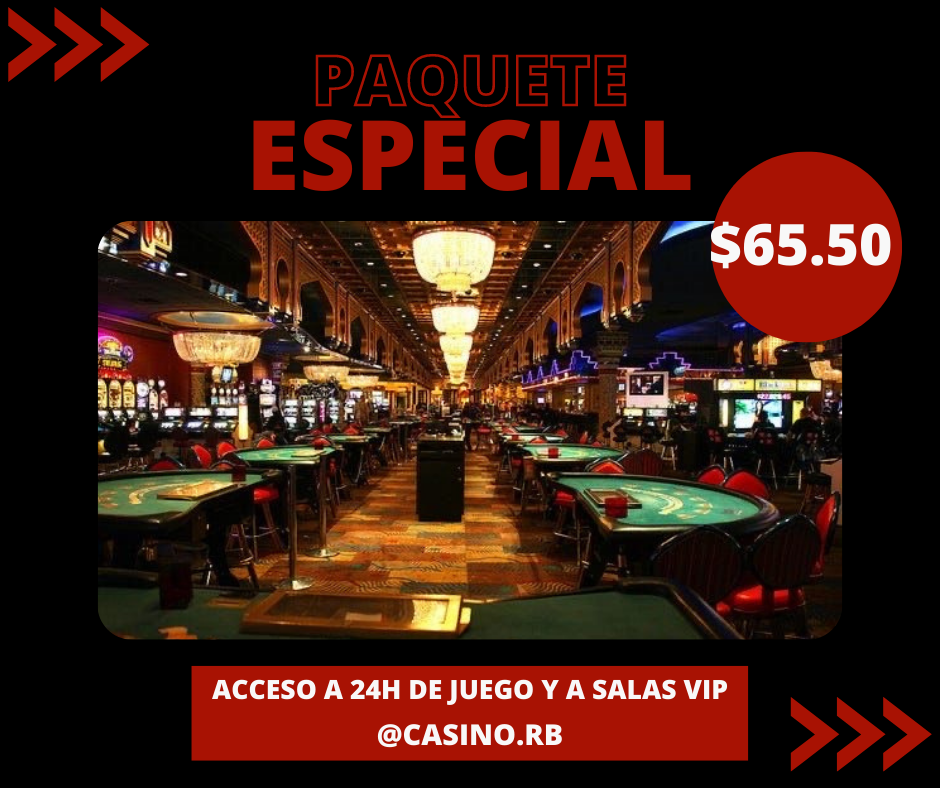 PAQUETE
ESPECIAL
$65.50
ACCESO A 24H DE JUEGO Y A SALAS VIP
@CASINO.RB